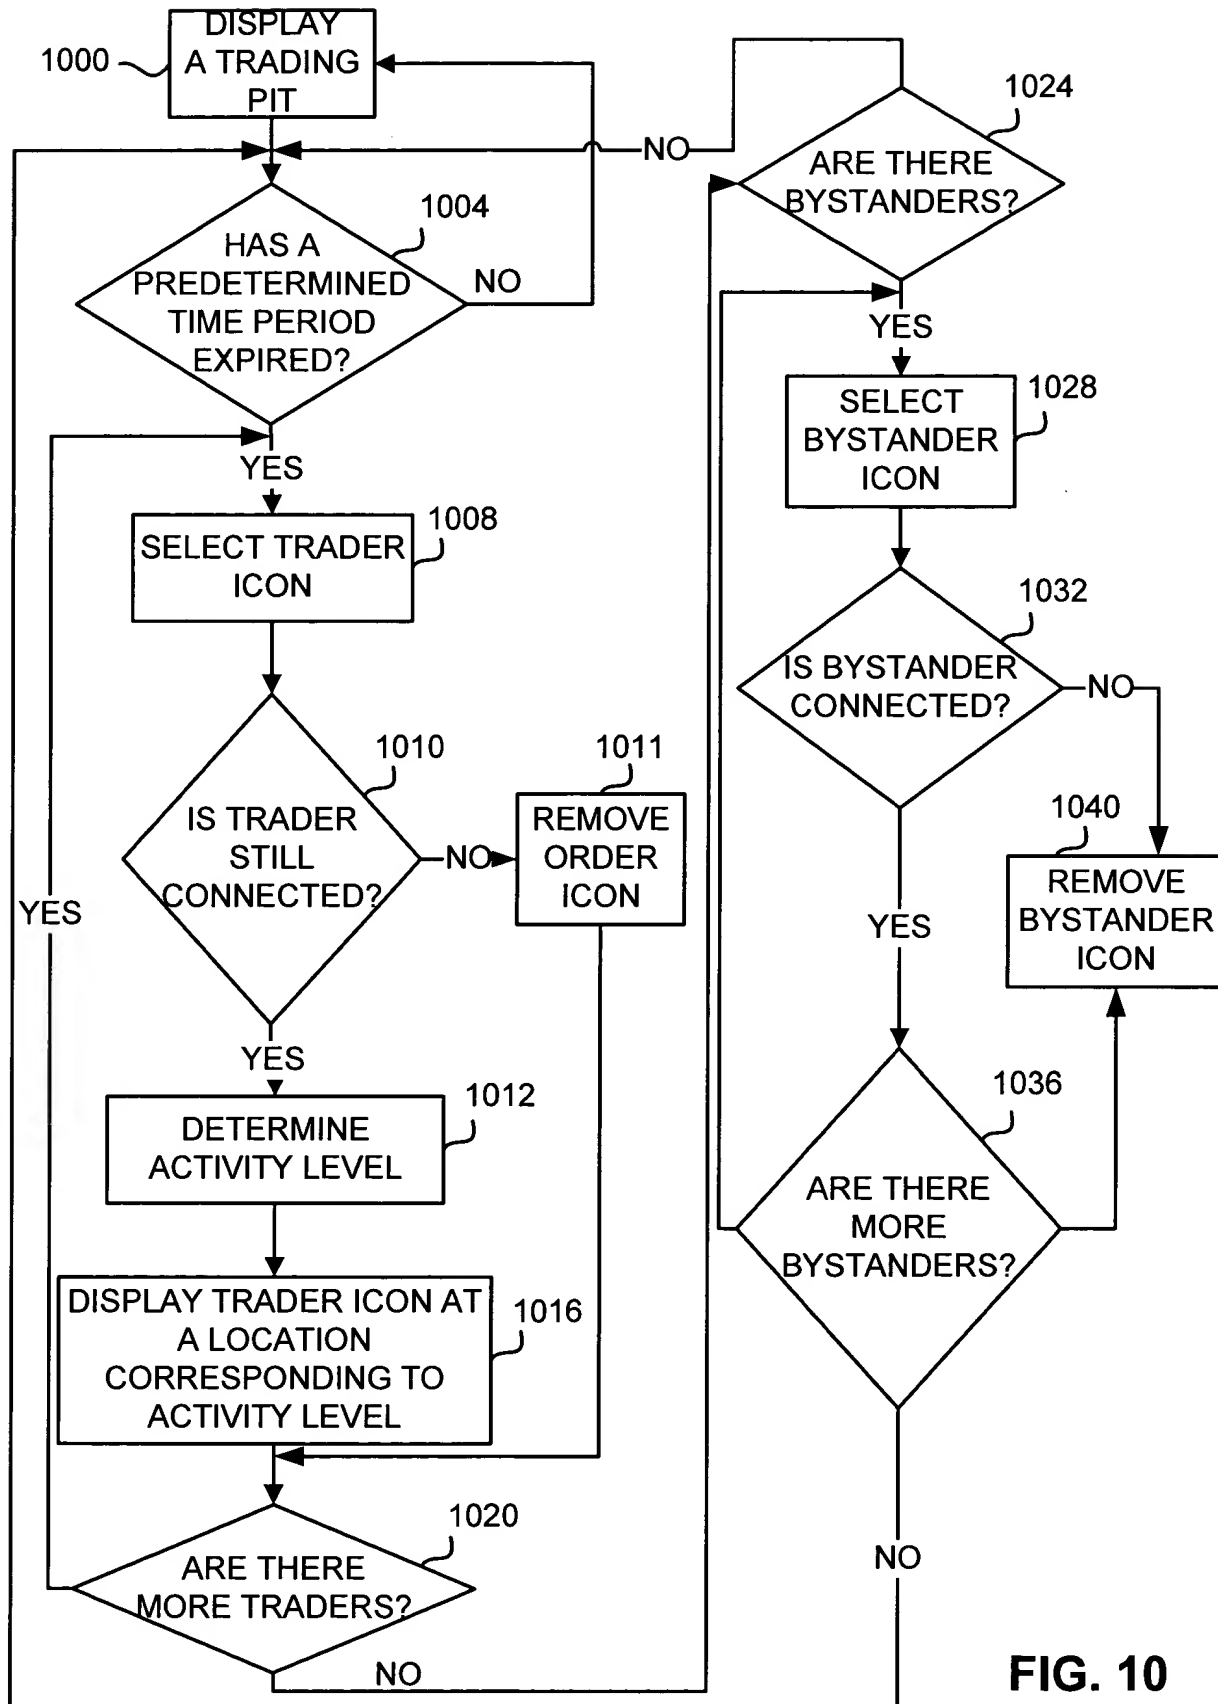 1000
DISPLAY
A TRADING
PIT
1004
HAS A
PREDETERMINED
TIME PERIOD
EXPIRED?
NO
YES
1008
SELECT TRADER
ICON
1010
IS TRADER
STILL
CONNECTED?
NO
1011
REMOVE
ORDER
ICON
YES
YES
1012
DETERMINE
ACTIVITY LEVEL
1016
DISPLAY TRADER ICON AT
A LOCATION
CORRESPONDING TO
ACTIVITY LEVEL
1020
ARE THERE
MORE TRADERS?
NO
NO
1024
ARE THERE
BYSTANDERS?
YES
1028
SELECT
BYSTANDER
ICON
1032
IS BYSTANDER
CONNECTED?
NO
1040
REMOVE
BYSTANDER
ICON
YES
1036
ARE THERE
MORE
BYSTANDERS?
NO
FIG. 10